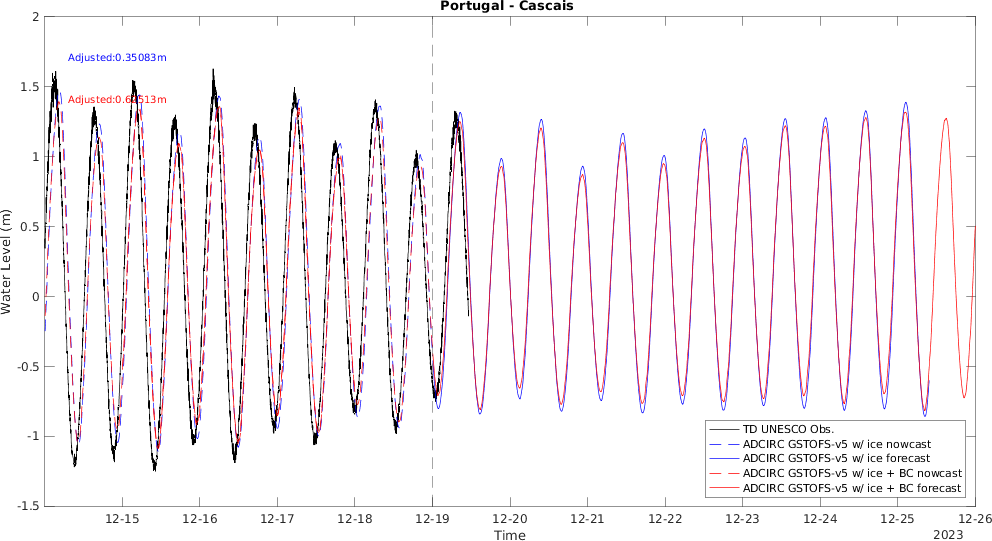 Portugal - Cascais
2
1.5
1
0.5
0
-0.5
-1
-1.5
Water Level (m)
Adjusted:0.35083m
12-15
12-16
12-17
12-18
12-19
12-20
12-21
12-22
12-23
12-24
12-25
12-26
Time
2023
TD UNESCO Obs.
ADCIRC GSTOFS-v5 w/ ice nowcast
ADCIRC GSTOFS-v5 w/ ice forecast
ADCIRC GSTOFS-v5 w/ ice + BC nowcast
ADCIRC GSTOFS-v5 w/ ice + BC forecast